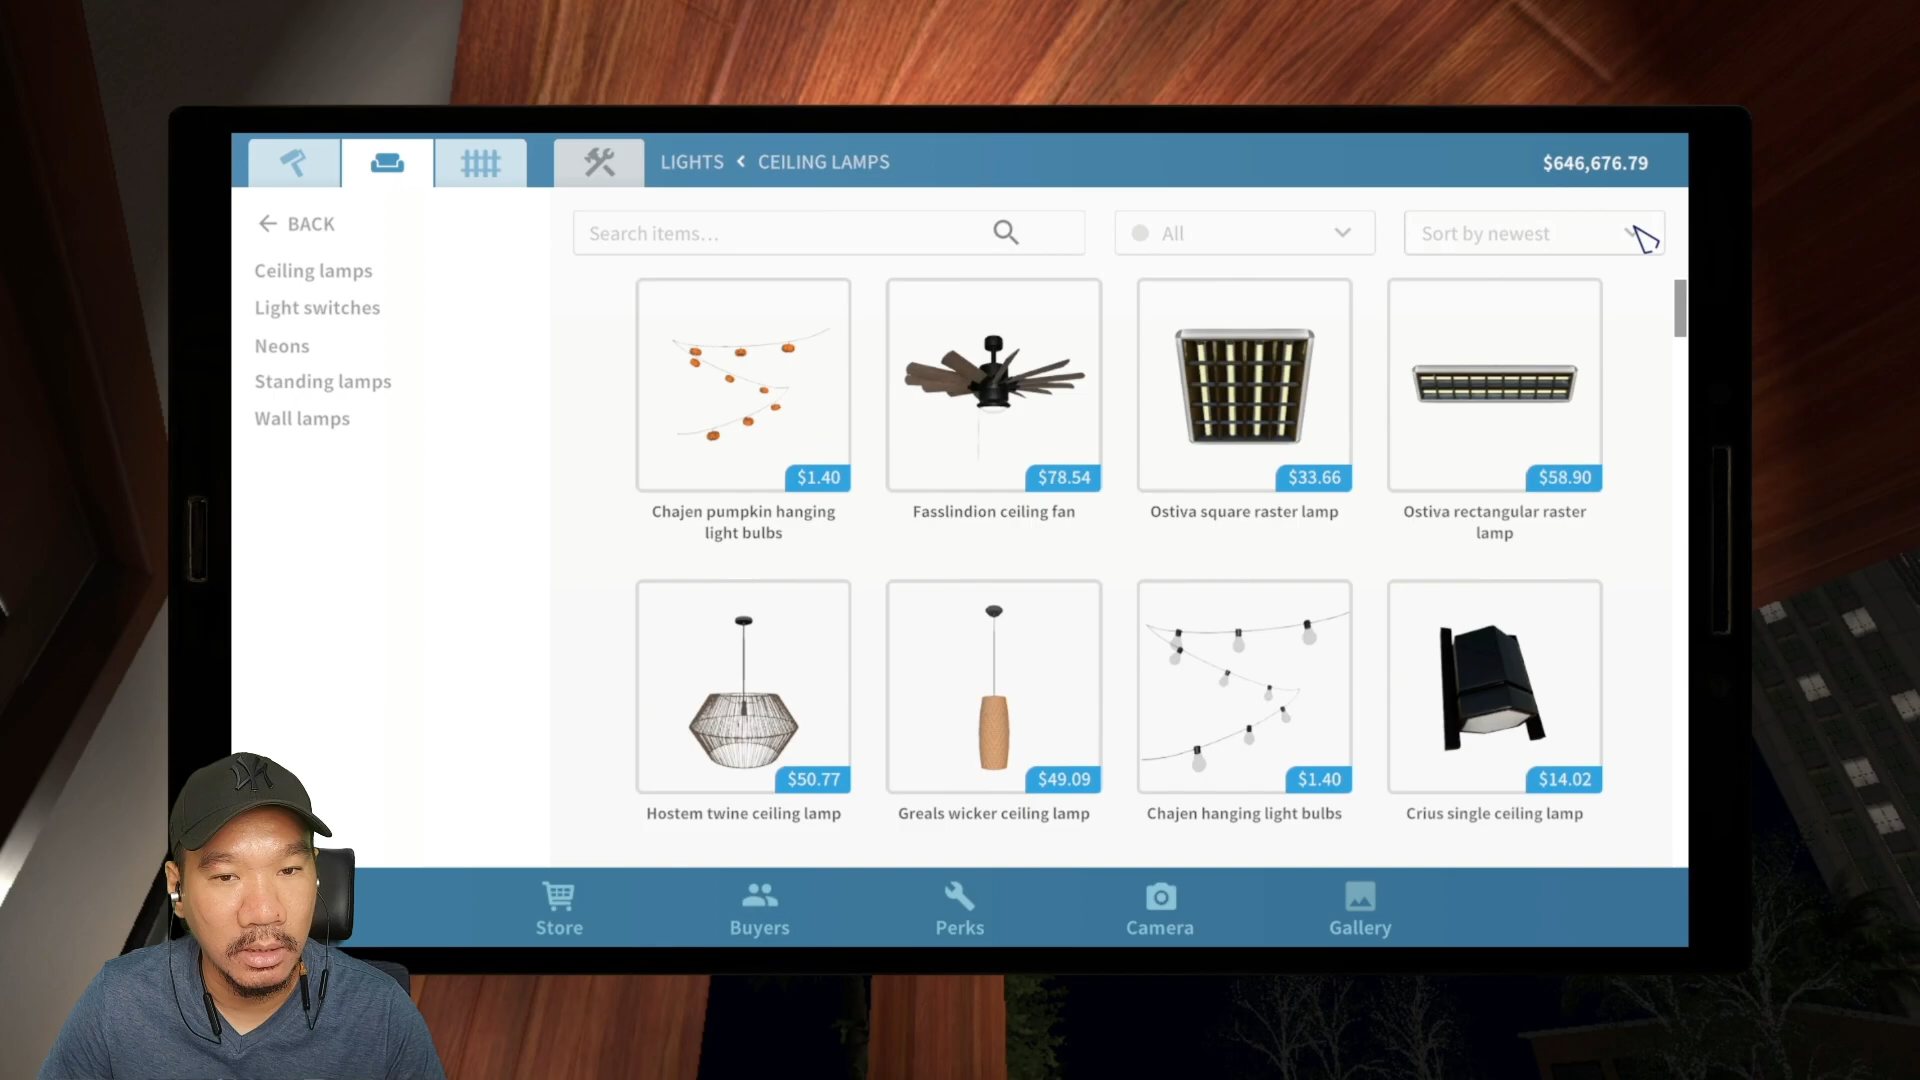 LIGHTS < CEILING LAMPS
$646,676.79
BACK
Search items...
All
Sort by newest
Ceiling lamps
Light switches
Neons
Standing lamps
Wall lamps
$1.40
$78.54
$33.66
$58.90
Chajen pumpkin hanging
light bulbs
Fasslindion ceiling fan
Ostiva square raster lamp
Ostiva rectangular raster
lamp
$50.77
$49.09
$1.40
$14.02
Hostem twine ceiling lamp
Greals wicker ceiling lamp
Chajen hanging light bulbs
Crius single ceiling lamp
Store
Buyers
Perks
Camera
Gallery